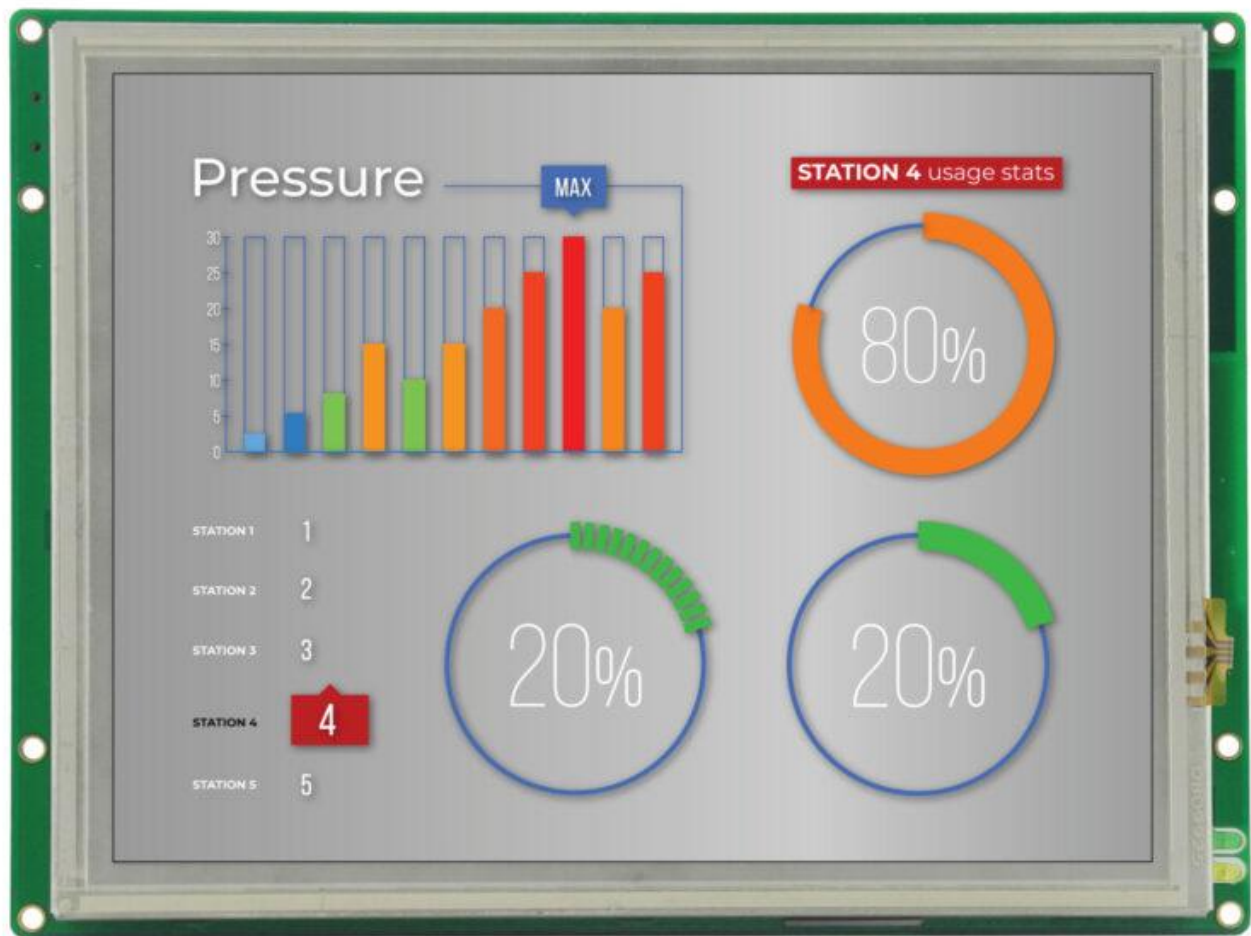 Pressure
MAX
30
25
20
15
10
5
0
STATION 4 usage stats
80%
STATION 1 1
STATION 2 2
STATION 3 3
STATION 4 4
STATION 5 5
20%
20%